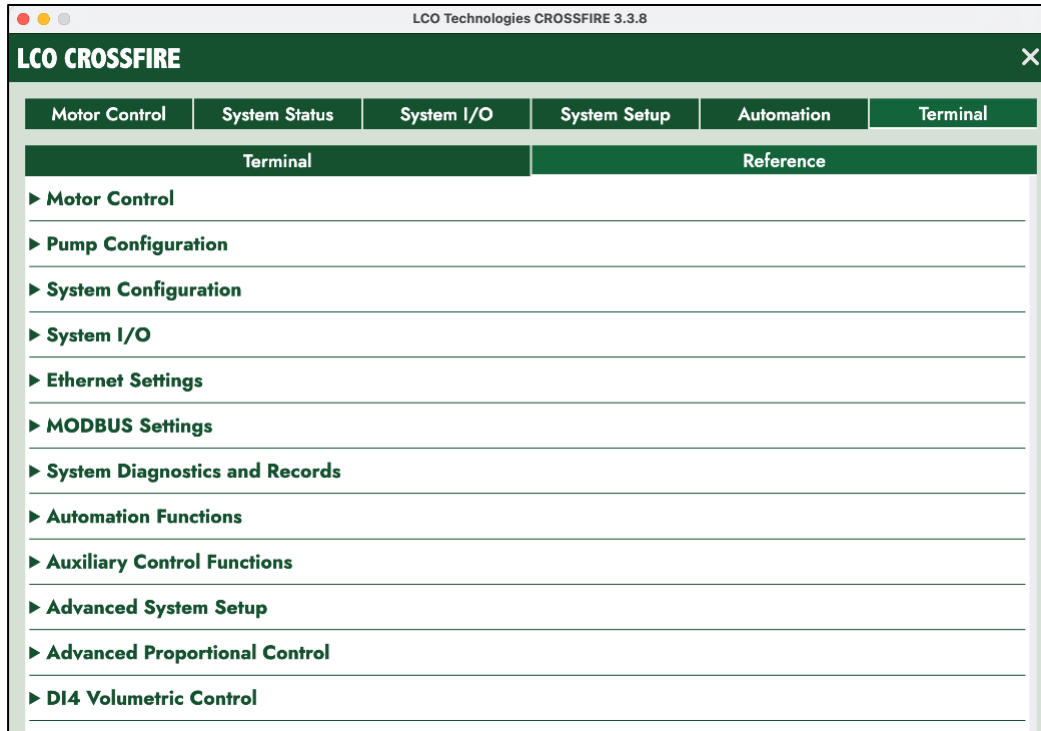 LCO Technologies CROSSFIRE 3.3.8
LCO CROSSFIRE
Motor Control System Status System I/O System Setup Automation Terminal
Terminal Reference
Motor Control
Pump Configuration
System Configuration
System I/O
Ethernet Settings
MODBUS Settings
System Diagnostics and Records
Automation Functions
Auxiliary Control Functions
Advanced System Setup
Advanced Proportional Control
DI4 Volumetric Control